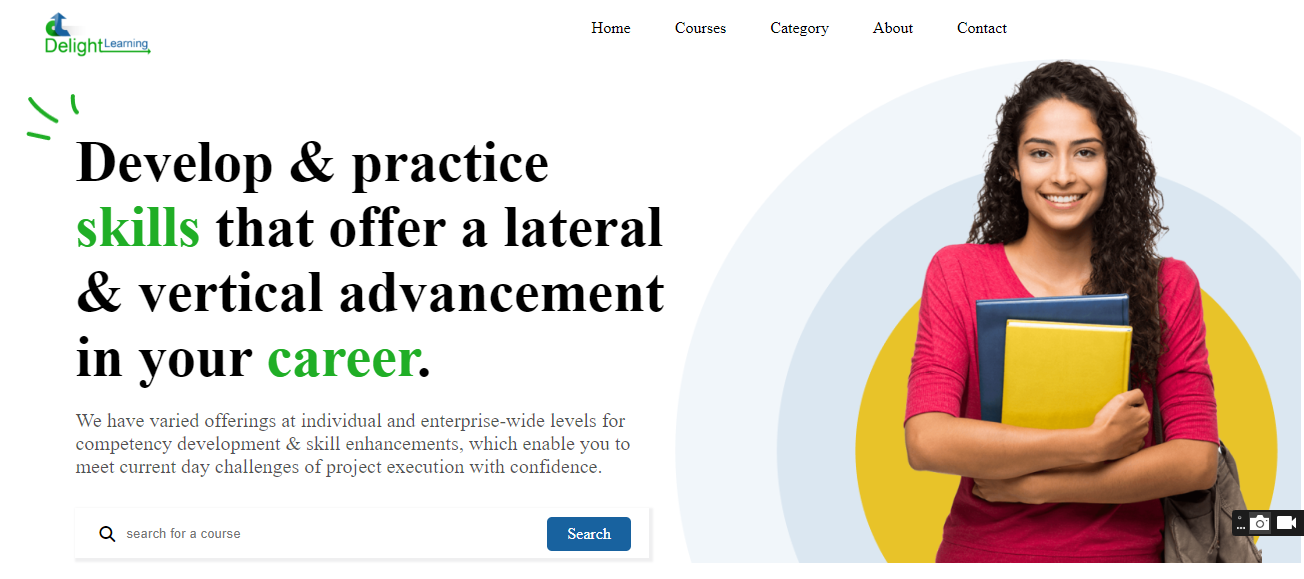 Delight Learning
Home Courses Category About Contact
Develop & practice
skills that offer a lateral
& vertical advancement
in your career.
We have varied offerings at individual and enterprise-wide levels for
competency development & skill enhancements, which enable you to
meet current day challenges of project execution with confidence.
search for a course Search